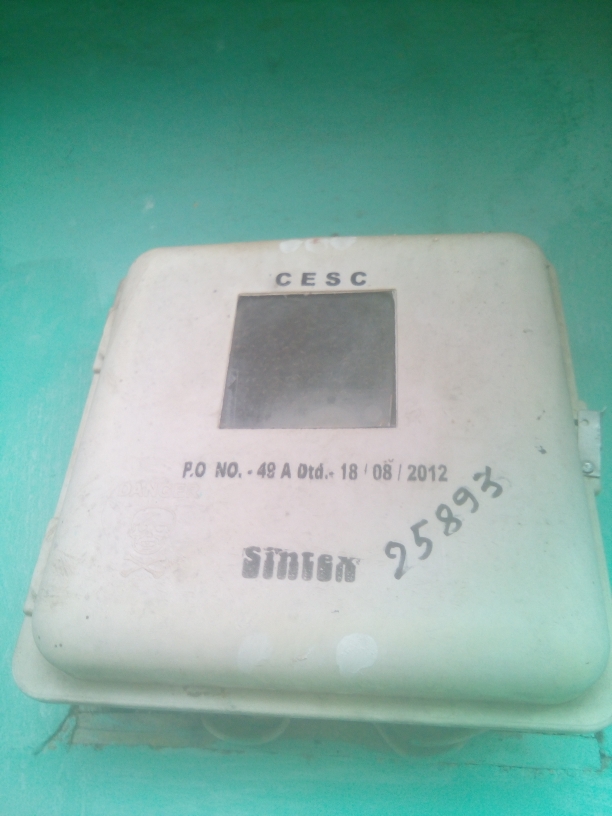 CESC
P.O NO. - 49 A Dtd.- 18 / 08 / 2012
Sintex
25893